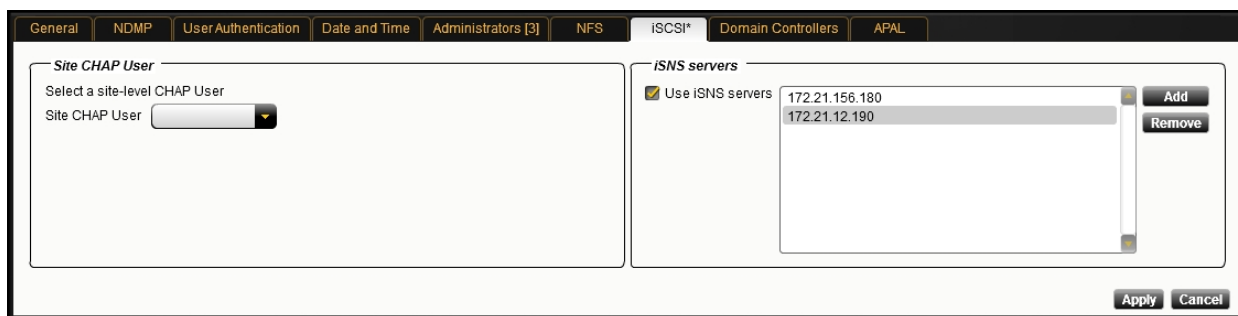 General NDMP User Authentication Date and Time Administrators [3] NFS iSCSI* Domain Controllers APAL
Site CHAP User
Select a site-level CHAP User
Site CHAP User
iSNS servers
Use iSNS servers
172.21.156.180
172.21.12.190
Add
Remove
Apply Cancel